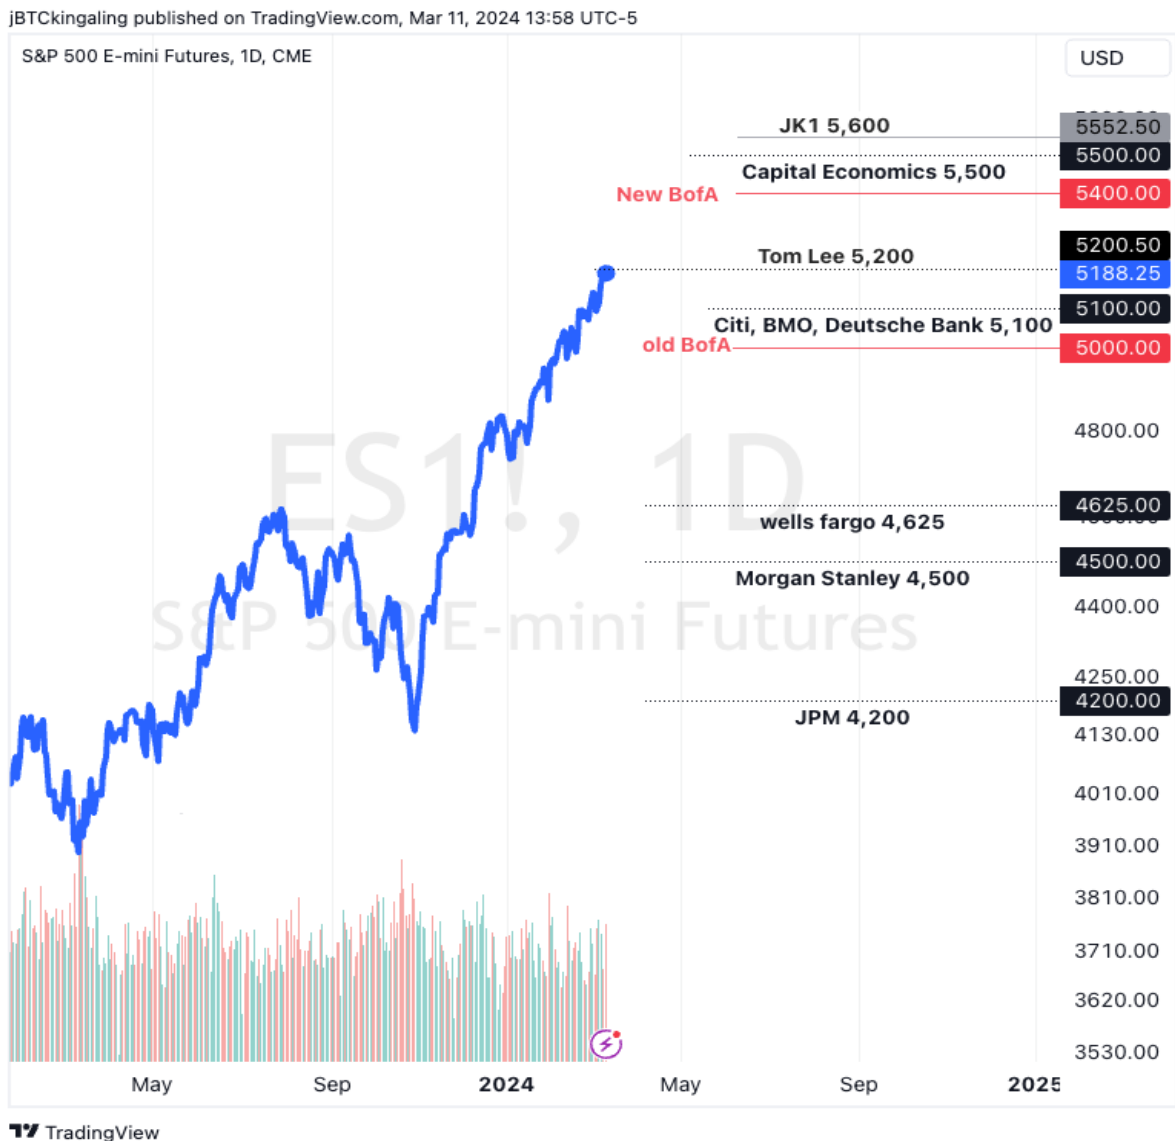 jBTCkingaling published on TradingView.com, Mar 11, 2024 13:58 UTC-5
S&P 500 E-mini Futures, 1D, CME
USD
JK1 5,600
5552.50
5500.00
Capital Economics 5,500
New BofA
5400.00
5200.50
Tom Lee 5,200
5188.25
5100.00
Citi, BMO, Deutsche Bank 5,100
old BofA
5000.00
4800.00
ES1!, 1D
4625.00
wells fargo 4,625
4500.00
Morgan Stanley 4,500
4400.00
S&P 500 E-mini Futures
4250.00
4200.00
JPM 4,200
4130.00
4010.00
3910.00
3810.00
3710.00
3620.00
3530.00
May Sep 2024 May Sep 2025
TradingView